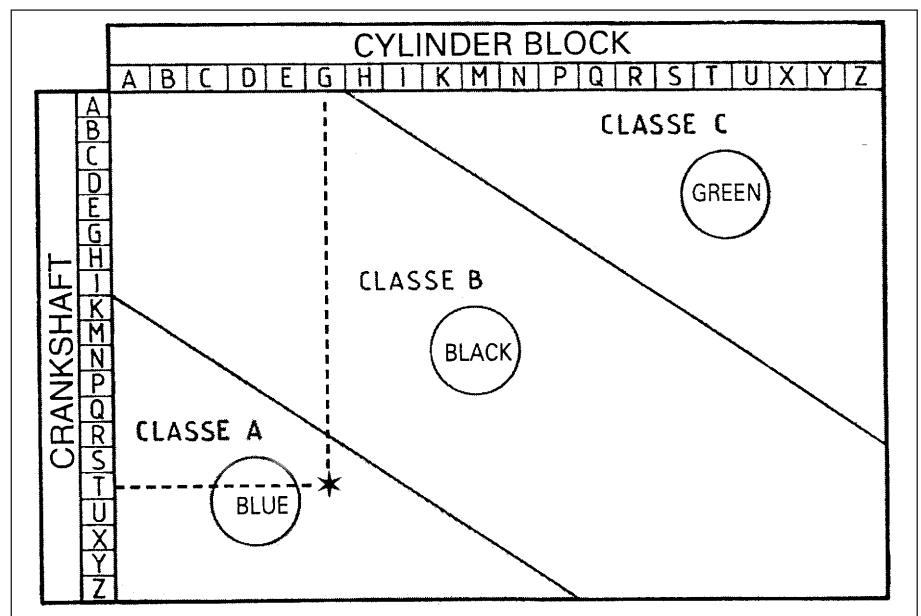 CYLINDER BLOCK
A B C D E G H I K M N P Q R S T U X Y Z
CRANKSHAFT
A
B
C
D
E
G
H
I
K
M
N
P
Q
R
S
T
U
X
Y
Z
CLASSE C
GREEN
CLASSE B
BLACK
CLASSE A
BLUE